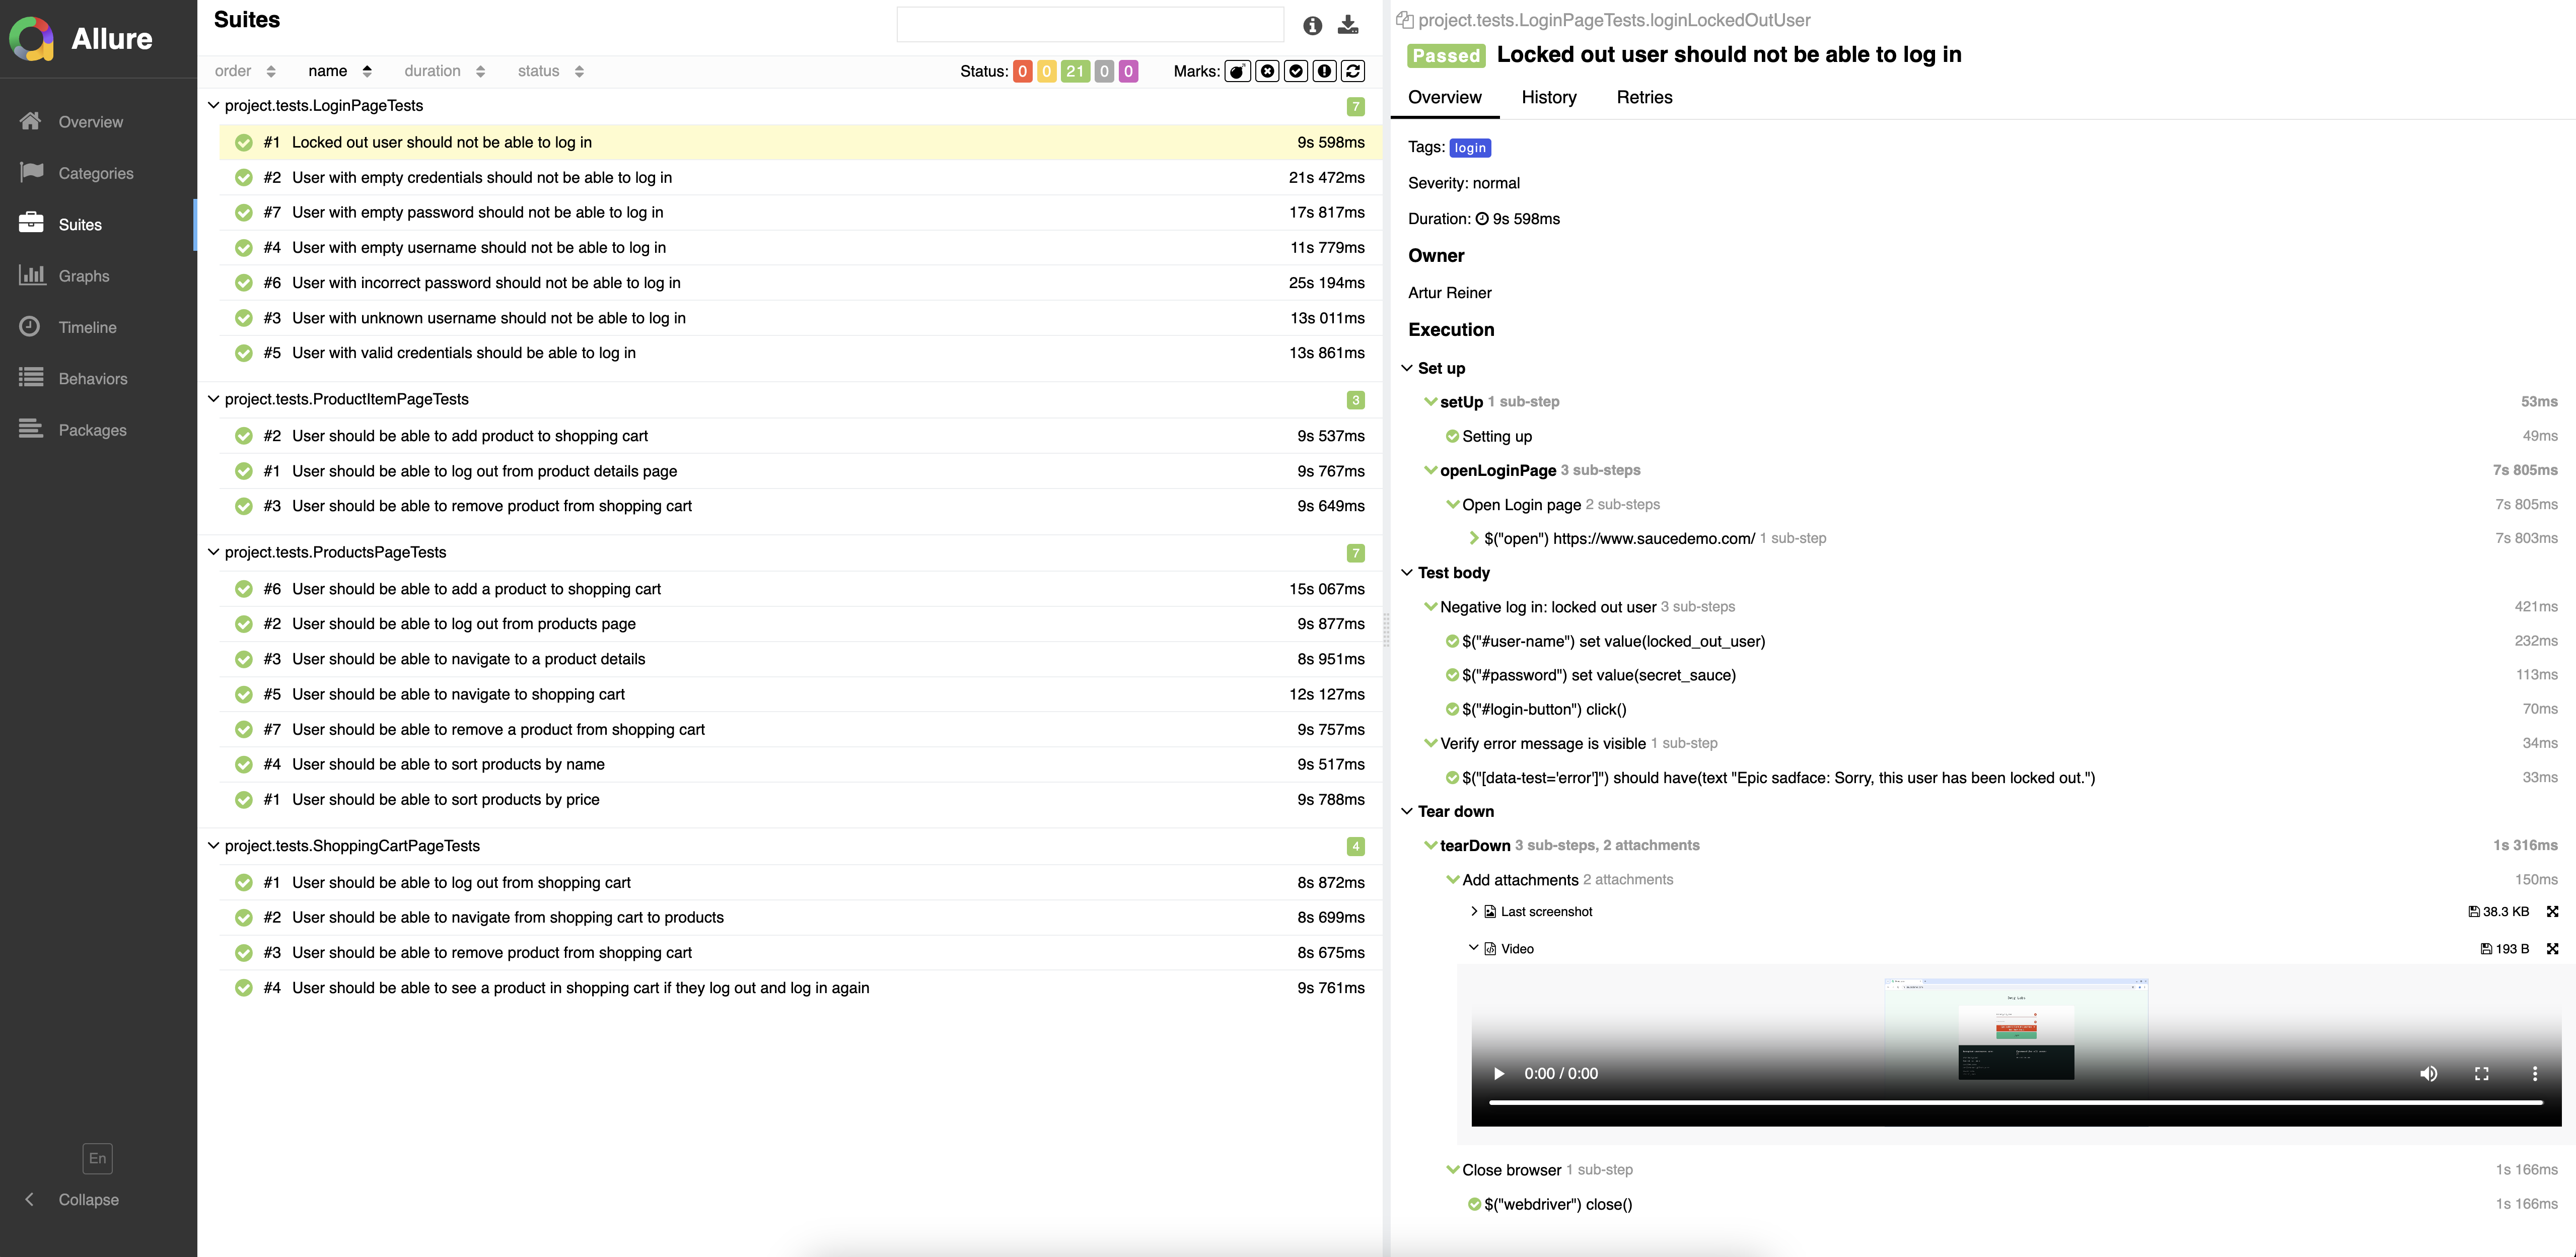 Allure
Overview
Categories
Suites
Graphs
Timeline
Behaviors
Packages
En
Collapse
Suites
order name duration status
Status: 0 0 21 0 0 Marks:
project.tests.LoginPageTests 7
#1 Locked out user should not be able to log in 9s 598ms
#2 User with empty credentials should not be able to log in 21s 472ms
#7 User with empty password should not be able to log in 17s 817ms
#4 User with empty username should not be able to log in 11s 779ms
#6 User with incorrect password should not be able to log in 25s 194ms
#3 User with unknown username should not be able to log in 13s 011ms
#5 User with valid credentials should be able to log in 13s 861ms
project.tests.ProductItemPageTests 3
#2 User should be able to add product to shopping cart 9s 537ms
#1 User should be able to log out from product details page 9s 767ms
#3 User should be able to remove product from shopping cart 9s 649ms
project.tests.ProductsPageTests 7
#6 User should be able to add a product to shopping cart 15s 067ms
#2 User should be able to log out from products page 9s 877ms
#3 User should be able to navigate to a product details 8s 951ms
#5 User should be able to navigate to shopping cart 12s 127ms
#7 User should be able to remove a product from shopping cart 9s 757ms
#4 User should be able to sort products by name 9s 517ms
#1 User should be able to sort products by price 9s 788ms
project.tests.ShoppingCartPageTests 4
#1 User should be able to log out from shopping cart 8s 872ms
#2 User should be able to navigate from shopping cart to products 8s 699ms
#3 User should be able to remove product from shopping cart 8s 675ms
#4 User should be able to see a product in shopping cart if they log out and log in again 9s 761ms
project.tests.LoginPageTests.loginLockedOutUser
Passed Locked out user should not be able to log in
Overview History Retries
Tags: login
Severity: normal
Duration: 9s 598ms
Owner
Artur Reiner
Execution
Set up
setUp 1 sub-step 53ms
Setting up 49ms
openLoginPage 3 sub-steps 7s 805ms
Open Login page 2 sub-steps 7s 805ms
$("open") https://www.saucedemo.com/ 1 sub-step 7s 803ms
Test body
Negative log in: locked out user 3 sub-steps 421ms
$("#user-name") set value(locked_out_user) 232ms
$("#password") set value(secret_sauce) 113ms
$("#login-button") click() 70ms
Verify error message is visible 1 sub-step 34ms
$("[data-test='error']") should have(text "Epic sadface: Sorry, this user has been locked out.") 33ms
Tear down
tearDown 3 sub-steps, 2 attachments 1s 316ms
Add attachments 2 attachments 150ms
Last screenshot 38.3 KB
Video 193 B
0:00 / 0:00
Close browser 1 sub-step 1s 166ms
$("webdriver") close() 1s 166ms